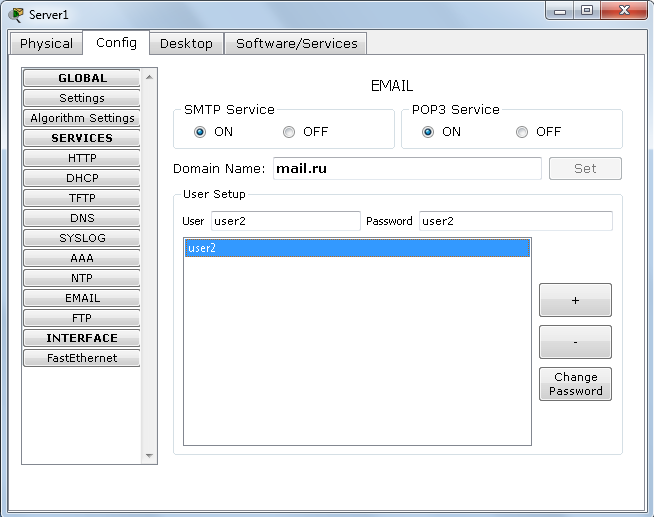 Server1
Physical Config Desktop Software/Services
GLOBAL
Settings
Algorithm Settings
SERVICES
HTTP
DHCP
TFTP
DNS
SYSLOG
AAA
NTP
EMAIL
FTP
INTERFACE
FastEthernet
EMAIL
SMTP Service
ON OFF
POP3 Service
ON OFF
Domain Name: mail.ru Set
User Setup
User user2 Password user2
user2
+
-
Change
Password